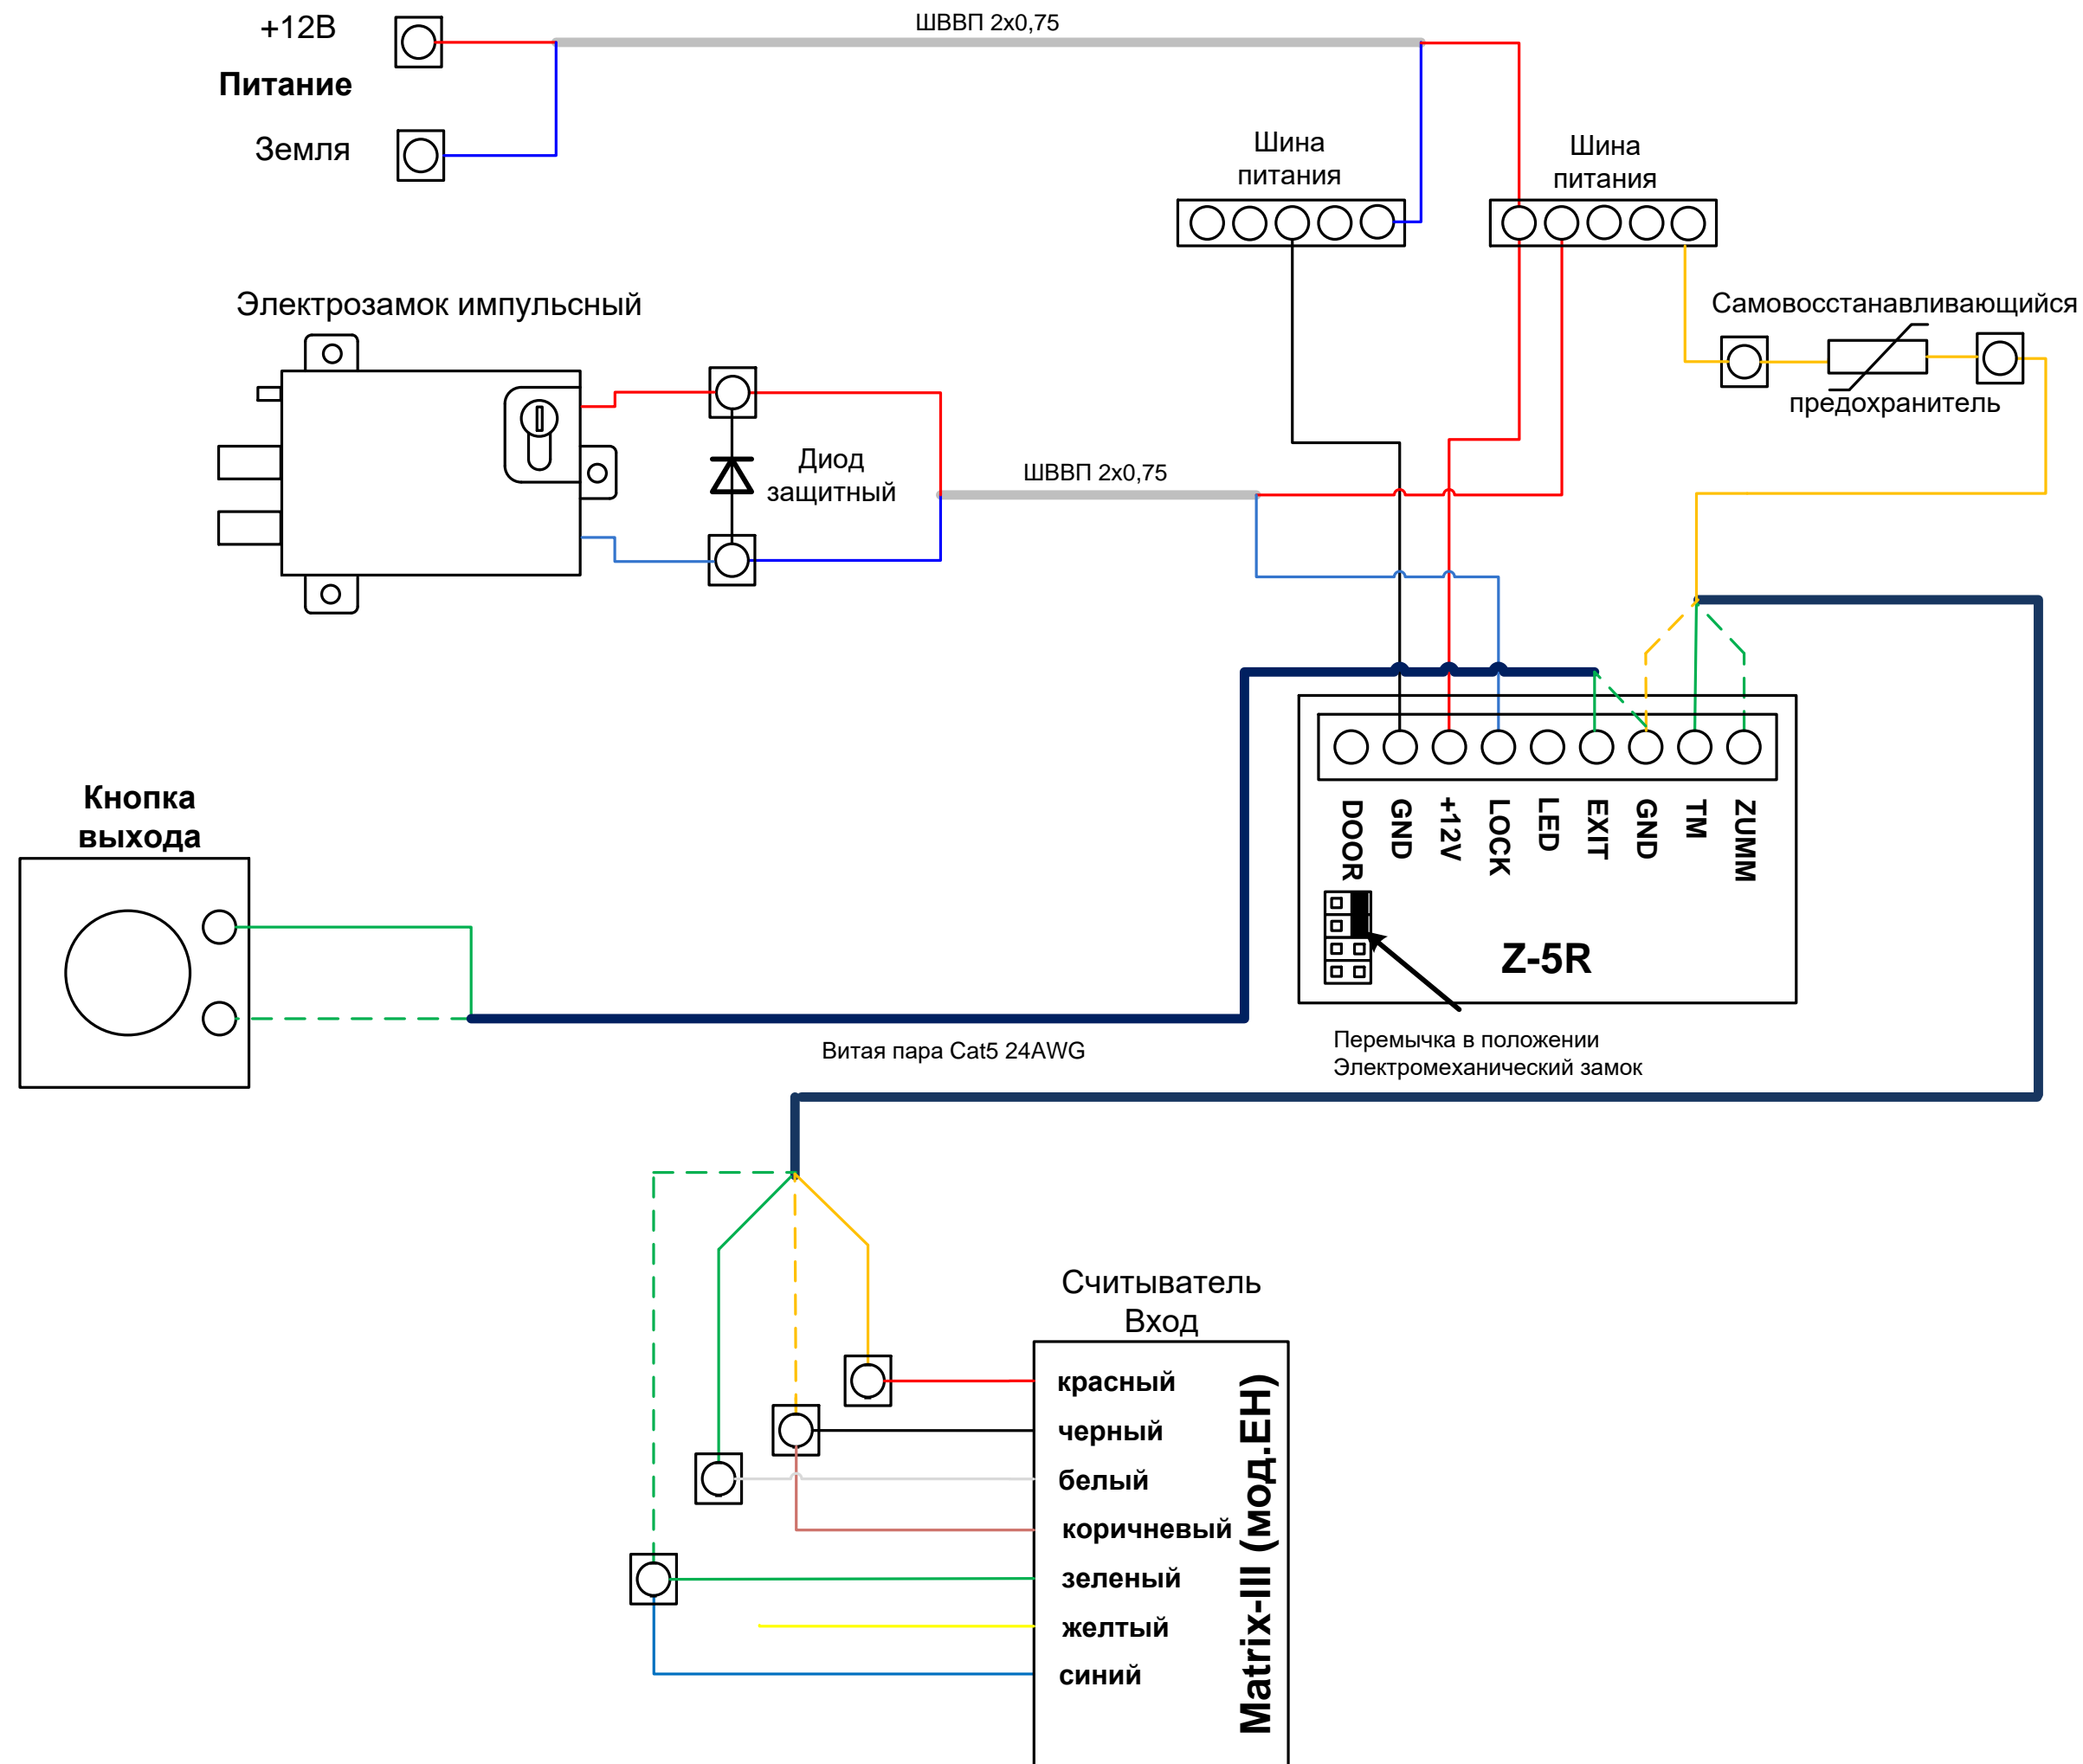 +12В
Питание
Земля
ШВВП 2х0,75
Шина
питания
Шина
питания
Электрозамок импульсный
Самовосстанавливающийся
предохранитель
Диод
защитный
ШВВП 2х0,75
Кнопка
выхода
DOOR
GND
+12V
LOCK
LED
EXIT
GND
TM
ZUMM
Z-5R
Перемычка в положении
Электромеханический замок
Витая пара Cat5 24AWG
Считыватель
Вход
красный
черный
белый
коричневый
зеленый
желтый
синий
Matrix-III (мод.EH)